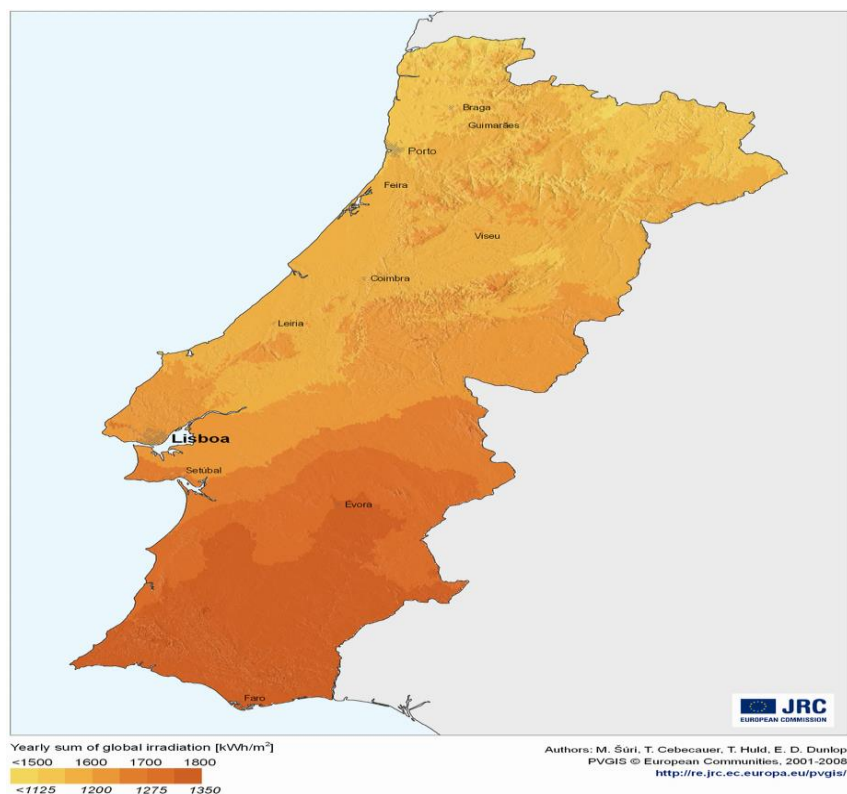 Braga
Guimarães
Porto
Feira
Viseu
Coimbra
Leiria
Lisboa
Setúbal
Évora
Faro
JRC
EUROPEAN COMMISSION
Yearly sum of global irradiation [kWh/m²]
<1500 1600 1700 1800
<1125 1200 1275 1350
Authors: M. Šúri, T. Cebecauer, T. Huld, E. D. Dunlop
PVGIS © European Communities, 2001-2008
http://re.jrc.ec.europa.eu/pvgis/